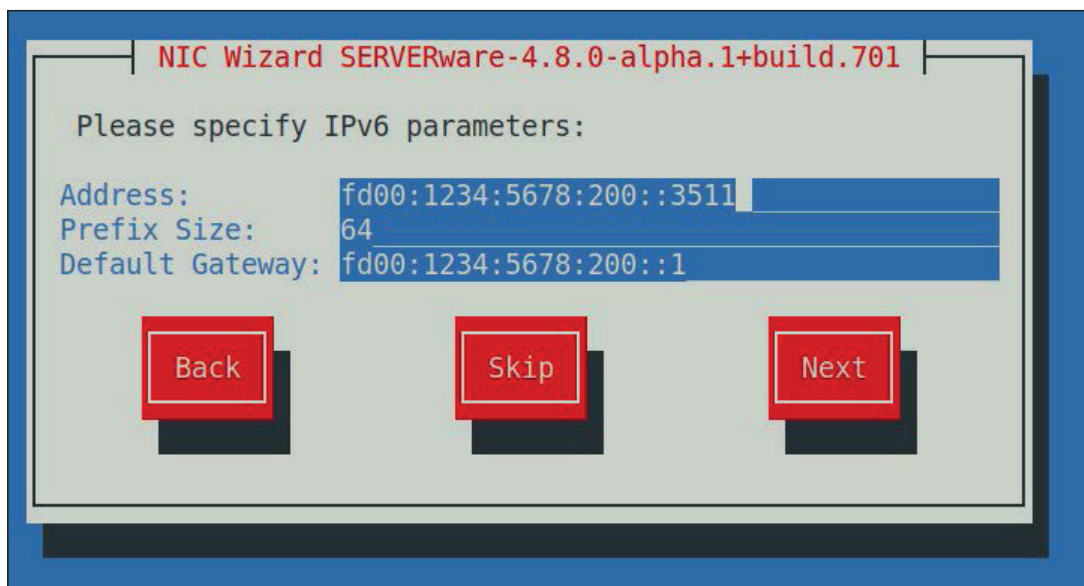 NIC Wizard SERVERware-4.8.0-alpha.1+build.701
Please specify IPv6 parameters:
Address: fd00:1234:5678:200::3511
Prefix Size: 64
Default Gateway: fd00:1234:5678:200::1
Back Skip Next